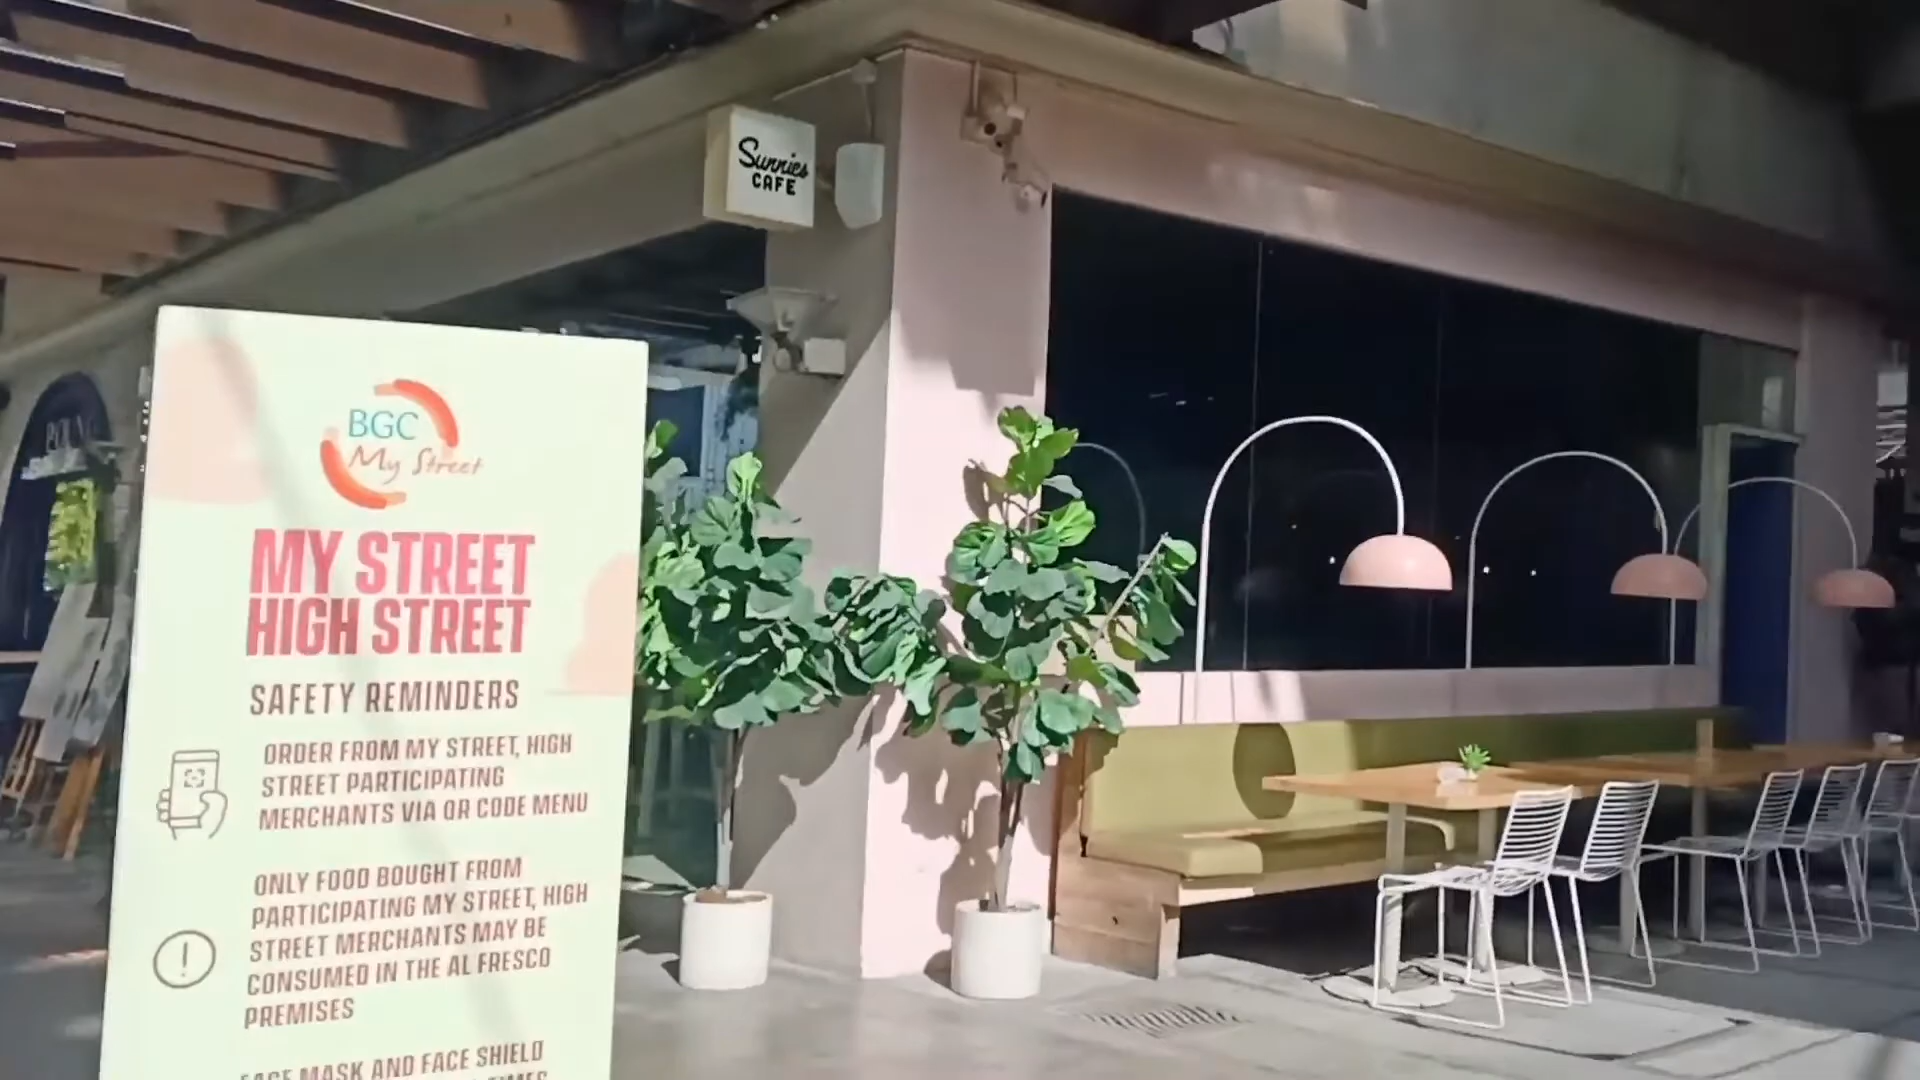 Sunnies
CAFE
BGC
My Street
MY STREET
HIGH STREET
SAFETY REMINDERS
ORDER FROM MY STREET, HIGH
STREET PARTICIPATING
MERCHANTS VIA QR CODE MENU
ONLY FOOD BOUGHT FROM
PARTICIPATING MY STREET, HIGH
STREET MERCHANTS MAY BE
CONSUMED IN THE AL FRESCO
PREMISES
FACE MASK AND FACE SHIELD